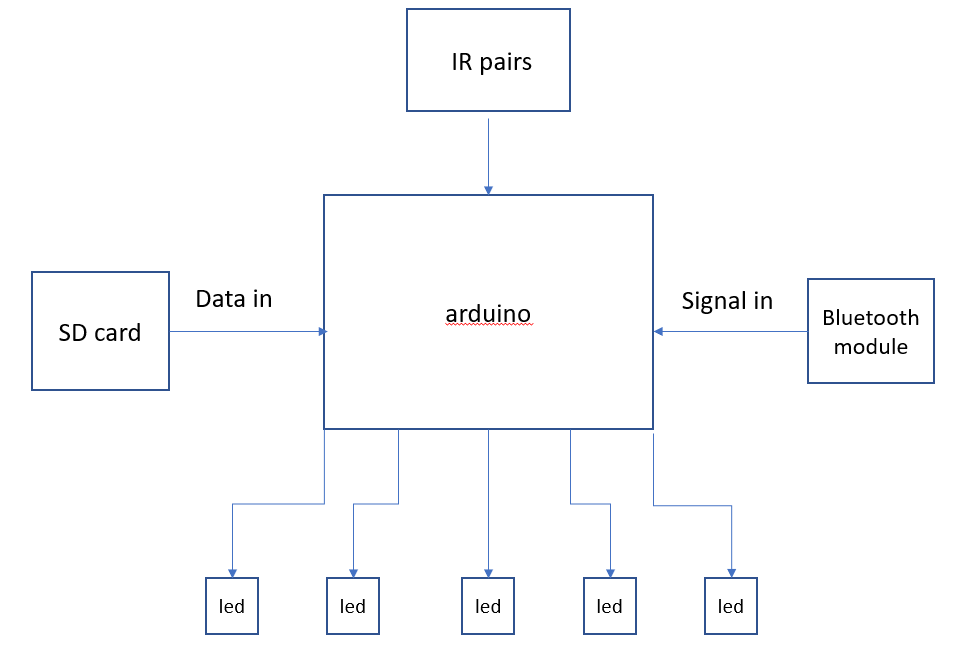 IR pairs
Data in
Signal in
SD card
arduino
Bluetooth
module
led
led
led
led
led